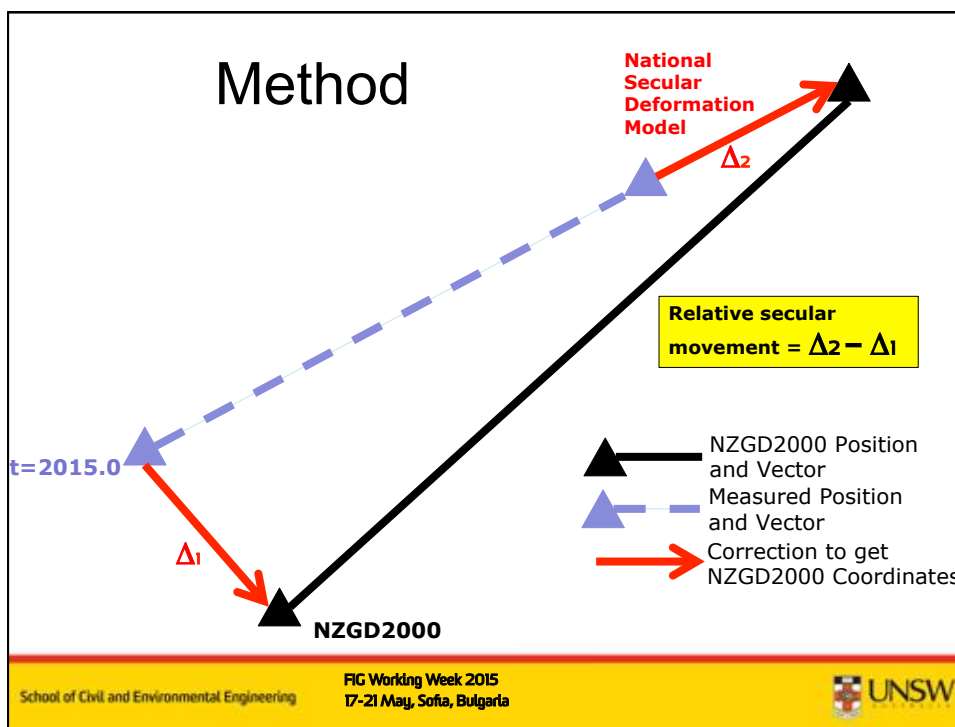 Method
National
Secular
Deformation
Model
Δ2
Relative secular
movement = Δ2 – Δ1
t=2015.0
Δ1
NZGD2000
NZGD2000 Position
and Vector
Measured Position
and Vector
Correction to get
NZGD2000 Coordinates
School of Civil and Environmental Engineering
FIG Working Week 2015
17-21 May, Sofia, Bulgaria
UNSW